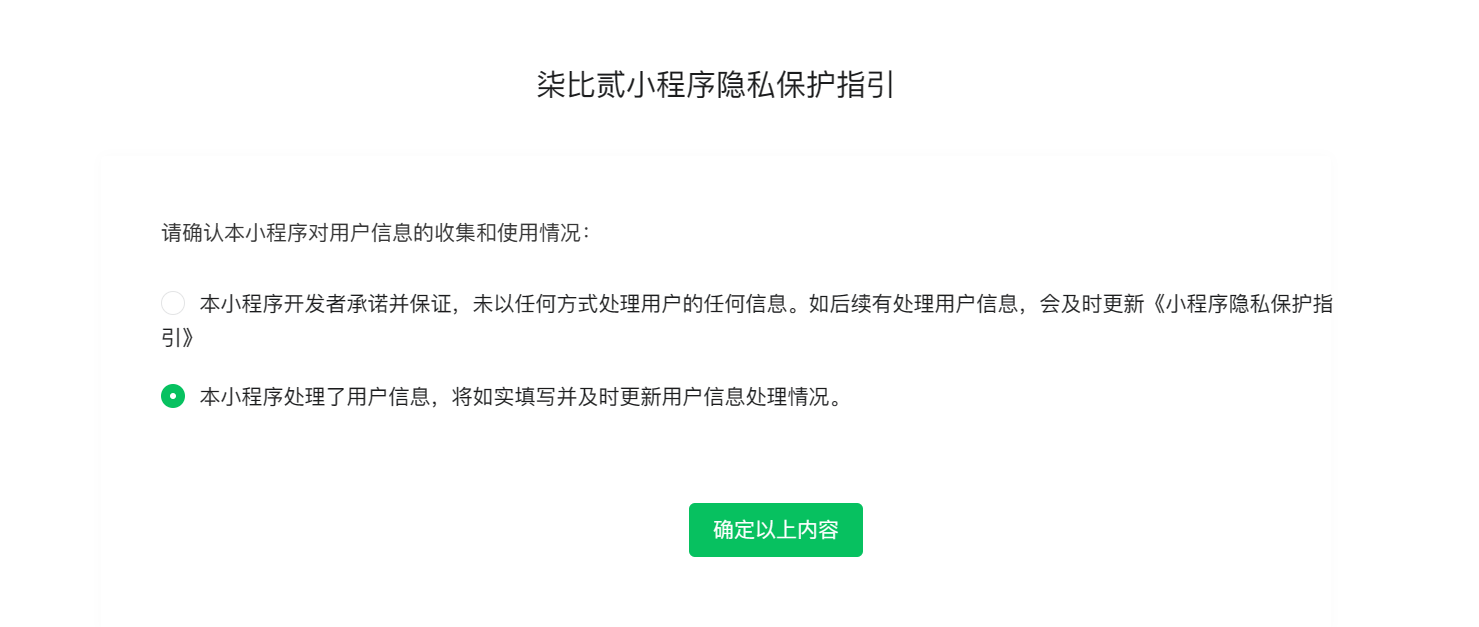 柒比贰小程序隐私保护指引
请确认本小程序对用户信息的收集和使用情况：
本小程序开发者承诺并保证，未以任何方式处理用户的任何信息。如后续有处理用户信息，会及时更新《小程序隐私保护指
引》
本小程序处理了用户信息，将如实填写并及时更新用户信息处理情况。
确定以上内容